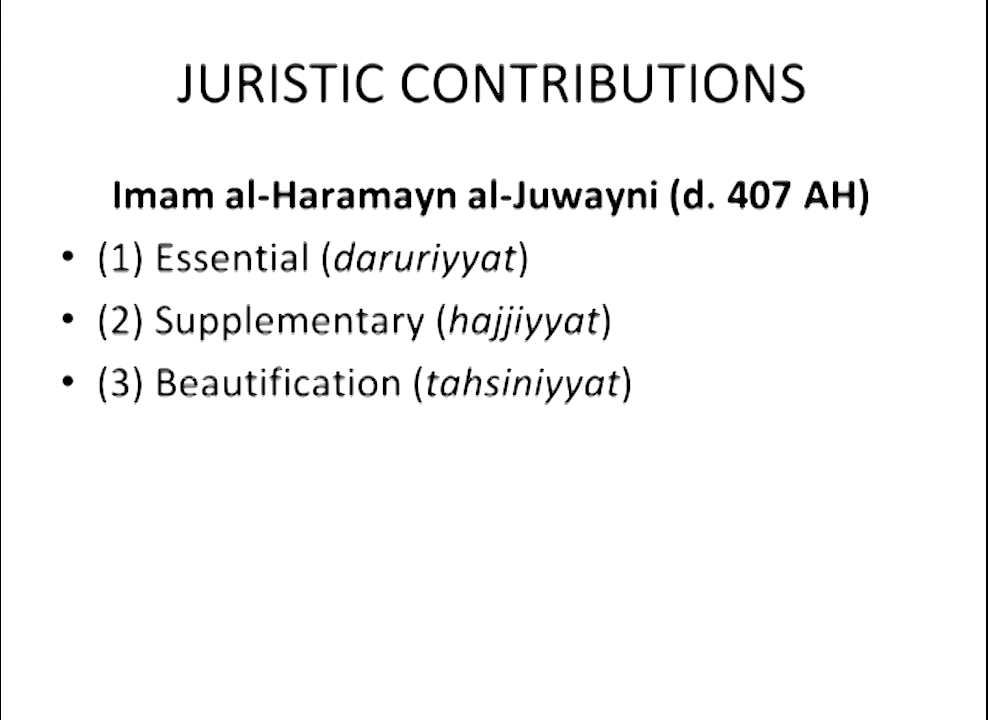 JURISTIC CONTRIBUTIONS
Imam al-Haramayn al-Juwayni (d. 407 AH)
• (1) Essential (daruriyyat)
• (2) Supplementary (hajjiyyat)
• (3) Beautification (tahsiniyyat)